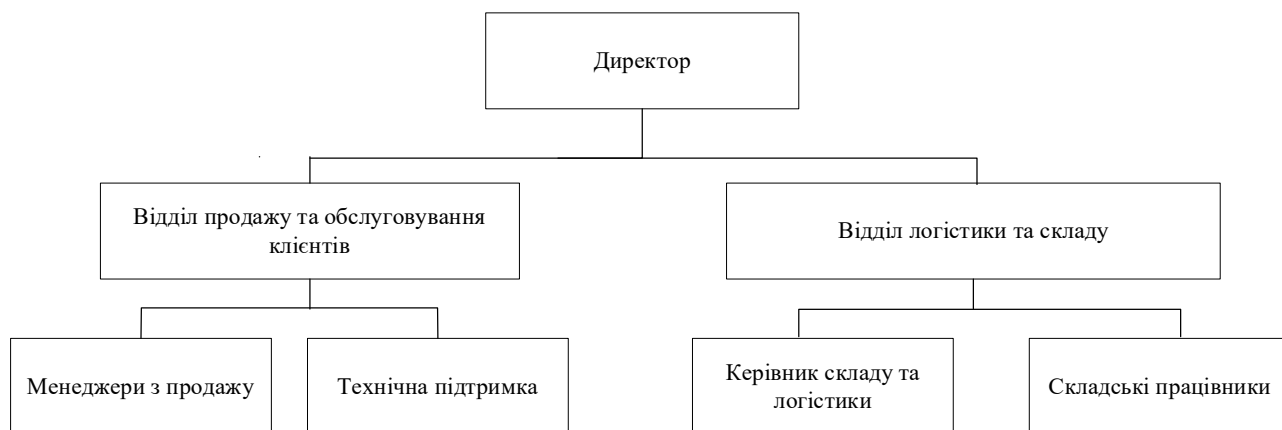 Директор
Відділ продажу та обслуговування
клієнтів
Відділ логістики та складу
Менеджери з продажу
Технічна підтримка
Керівник складу та
логістики
Складські працівники